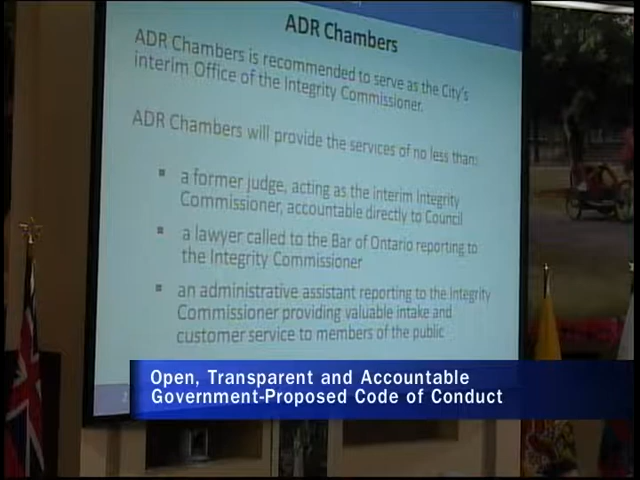 ADR Chambers
ADR Chambers is recommended to serve as the City's
interim Office of the Integrity Commissioner.
ADR Chambers will provide the services of no less than:
▪ a former judge, acting as the interim Integrity
Commissioner, accountable directly to Council
▪ a lawyer called to the Bar of Ontario reporting to
the Integrity Commissioner
▪ an administrative assistant reporting to the Integrity
Commissioner providing valuable intake and
customer service to members of the public
Open, Transparent and Accountable
Government-Proposed Code of Conduct